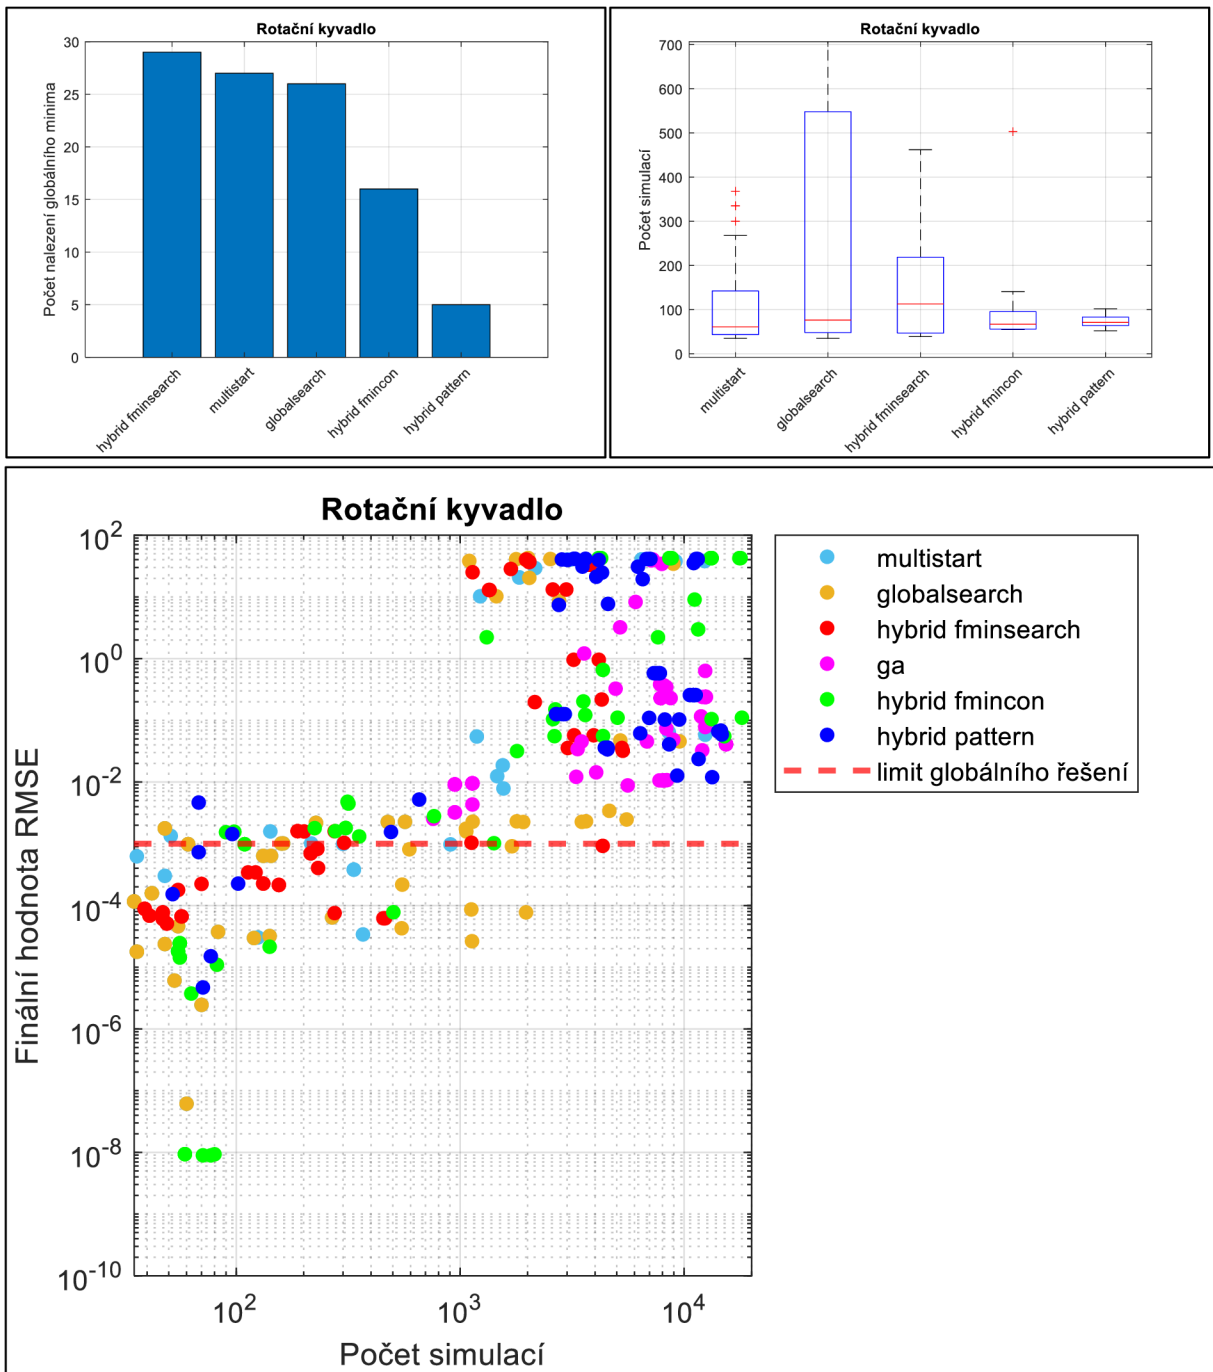 Rotační kyvadlo
Počet nalezení globálního minima
30
25
20
15
10
5
0
hybrid fminsearch
multistart
globalsearch
hybrid fmincon
hybrid pattern
Rotační kyvadlo
Počet simulací
700
600
500
400
300
200
100
0
multistart
globalsearch
hybrid fminsearch
hybrid fmincon
hybrid pattern
Rotační kyvadlo
Finální hodnota RMSE
10^2
10^0
10^-2
10^-4
10^-6
10^-8
10^-10
10^2
10^3
10^4
Počet simulací
multistart
globalsearch
hybrid fminsearch
ga
hybrid fmincon
hybrid pattern
limit globálního řešení